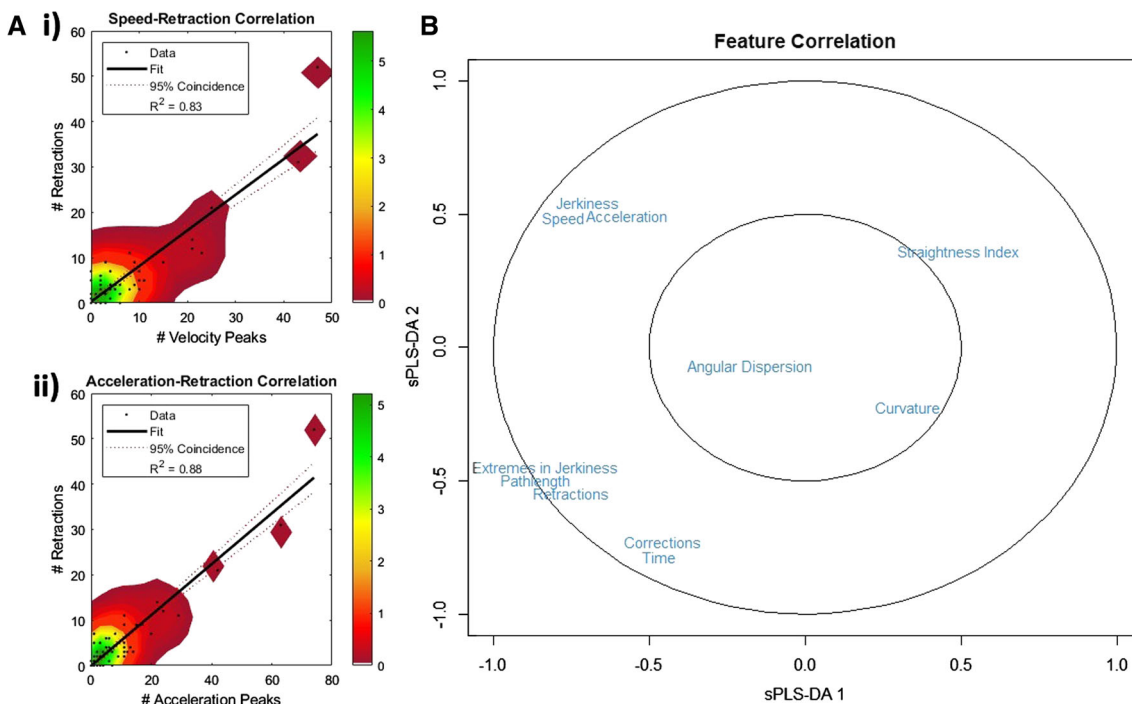 A
i)
Speed-Retraction Correlation
60
50
40
30
20
10
0
# Retractions
Data
Fit
95% Coincidence
R² = 0.83
0 10 20 30 40 50
# Velocity Peaks
5
4
3
2
1
0
ii)
Acceleration-Retraction Correlation
60
50
40
30
20
10
0
# Retractions
Data
Fit
95% Coincidence
R² = 0.88
0 20 40 60 80
# Acceleration Peaks
5
4
3
2
1
0
B
Feature Correlation
sPLS-DA 2
1.0
0.5
0.0
-0.5
-1.0
Jerkiness
Speed Acceleration
Straightness Index
Angular Dispersion
Curvature
Extremes in Jerkiness
Pathlength
Retractions
Corrections
Time
-1.0 -0.5 0.0 0.5 1.0
sPLS-DA 1